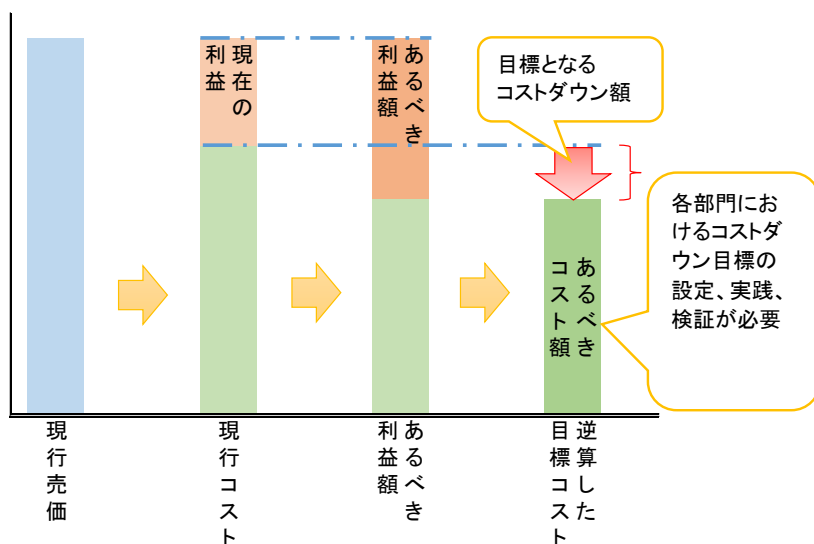 現在の
利益
あるべき
利益額
目標となる
コストダウン額
各部門にお
けるコストダ
ウン目標の
設定、実践、
検証が必要
あるべき
コスト額
現行売価
現行コスト
あるべき
利益額
逆算した
目標コスト